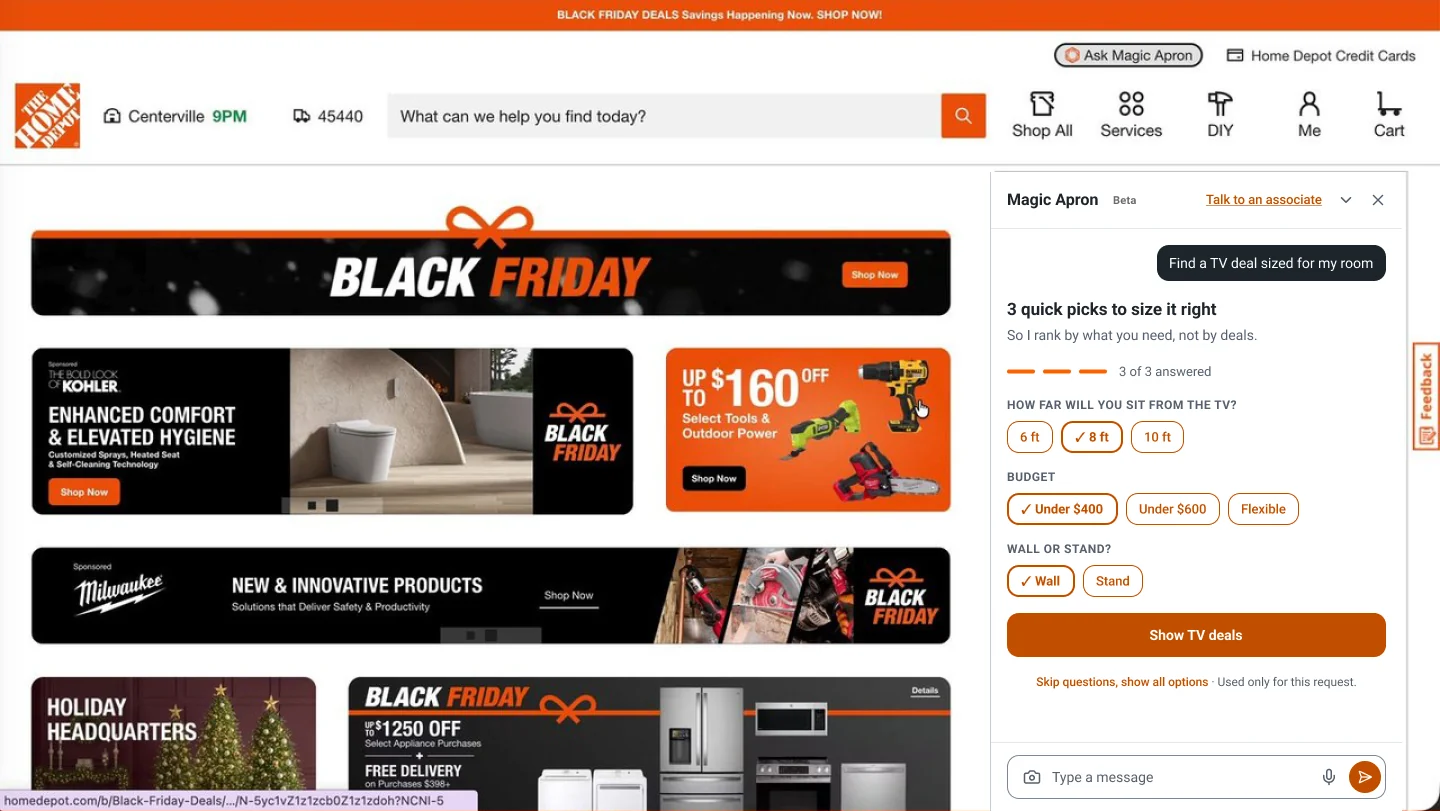 BLACK FRIDAY DEALS Savings Happening Now. SHOP NOW!
Ask Magic Apron
Home Depot Credit Cards
THE HOME DEPOT
Centerville 9PM
45440
What can we help you find today?
Shop All
Services
DIY
Me
Cart
BLACK FRIDAY
Shop Now
Sponsored
THE BOLD LOOK
OF KOHLER
ENHANCED COMFORT
& ELEVATED HYGIENE
Customized Sprays, Heated Seat
& Self-Cleaning Technology
Shop Now
BLACK
FRIDAY
UP TO $160 OFF
Select Tools &
Outdoor Power
Shop Now
Sponsored
Milwaukee
NEW & INNOVATIVE PRODUCTS
Solutions that Deliver Safety & Productivity
Shop Now
BLACK
FRIDAY
HOLIDAY
HEADQUARTERS
BLACK FRIDAY
Details
UP TO $1250 OFF
Select Appliance Purchases
+
FREE DELIVERY
on Purchases $398+
homedepot.com/b/Black-Friday-Deals/.../N-5yc1vZ1z1zcb0Z1z1zdoh?NCNI-5
Magic Apron Beta
Talk to an associate
Find a TV deal sized for my room
3 quick picks to size it right
So I rank by what you need, not by deals.
3 of 3 answered
HOW FAR WILL YOU SIT FROM THE TV?
6 ft ✓ 8 ft 10 ft
BUDGET
✓ Under $400 Under $600 Flexible
WALL OR STAND?
✓ Wall Stand
Show TV deals
Skip questions, show all options · Used only for this request.
Type a message
Feedback